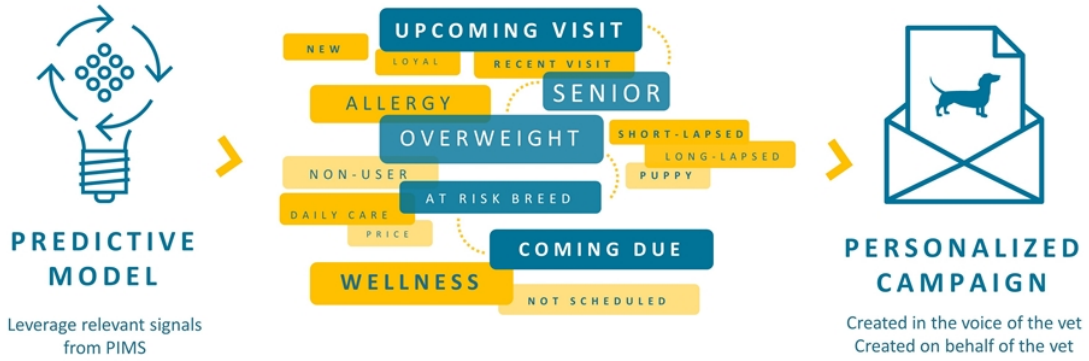 PREDICTIVE
MODEL
Leverage relevant signals
from PIMS
UPCOMING VISIT
NEW
LOYAL
RECENT VISIT
SENIOR
ALLERGY
OVERWEIGHT
SHORT-LAPSED
LONG-LAPSED
NON-USER
PUPPY
AT RISK BREED
DAILY CARE
PRICE
COMING DUE
WELLNESS
NOT SCHEDULED
PERSONALIZED
CAMPAIGN
Created in the voice of the vet
Created on behalf of the vet